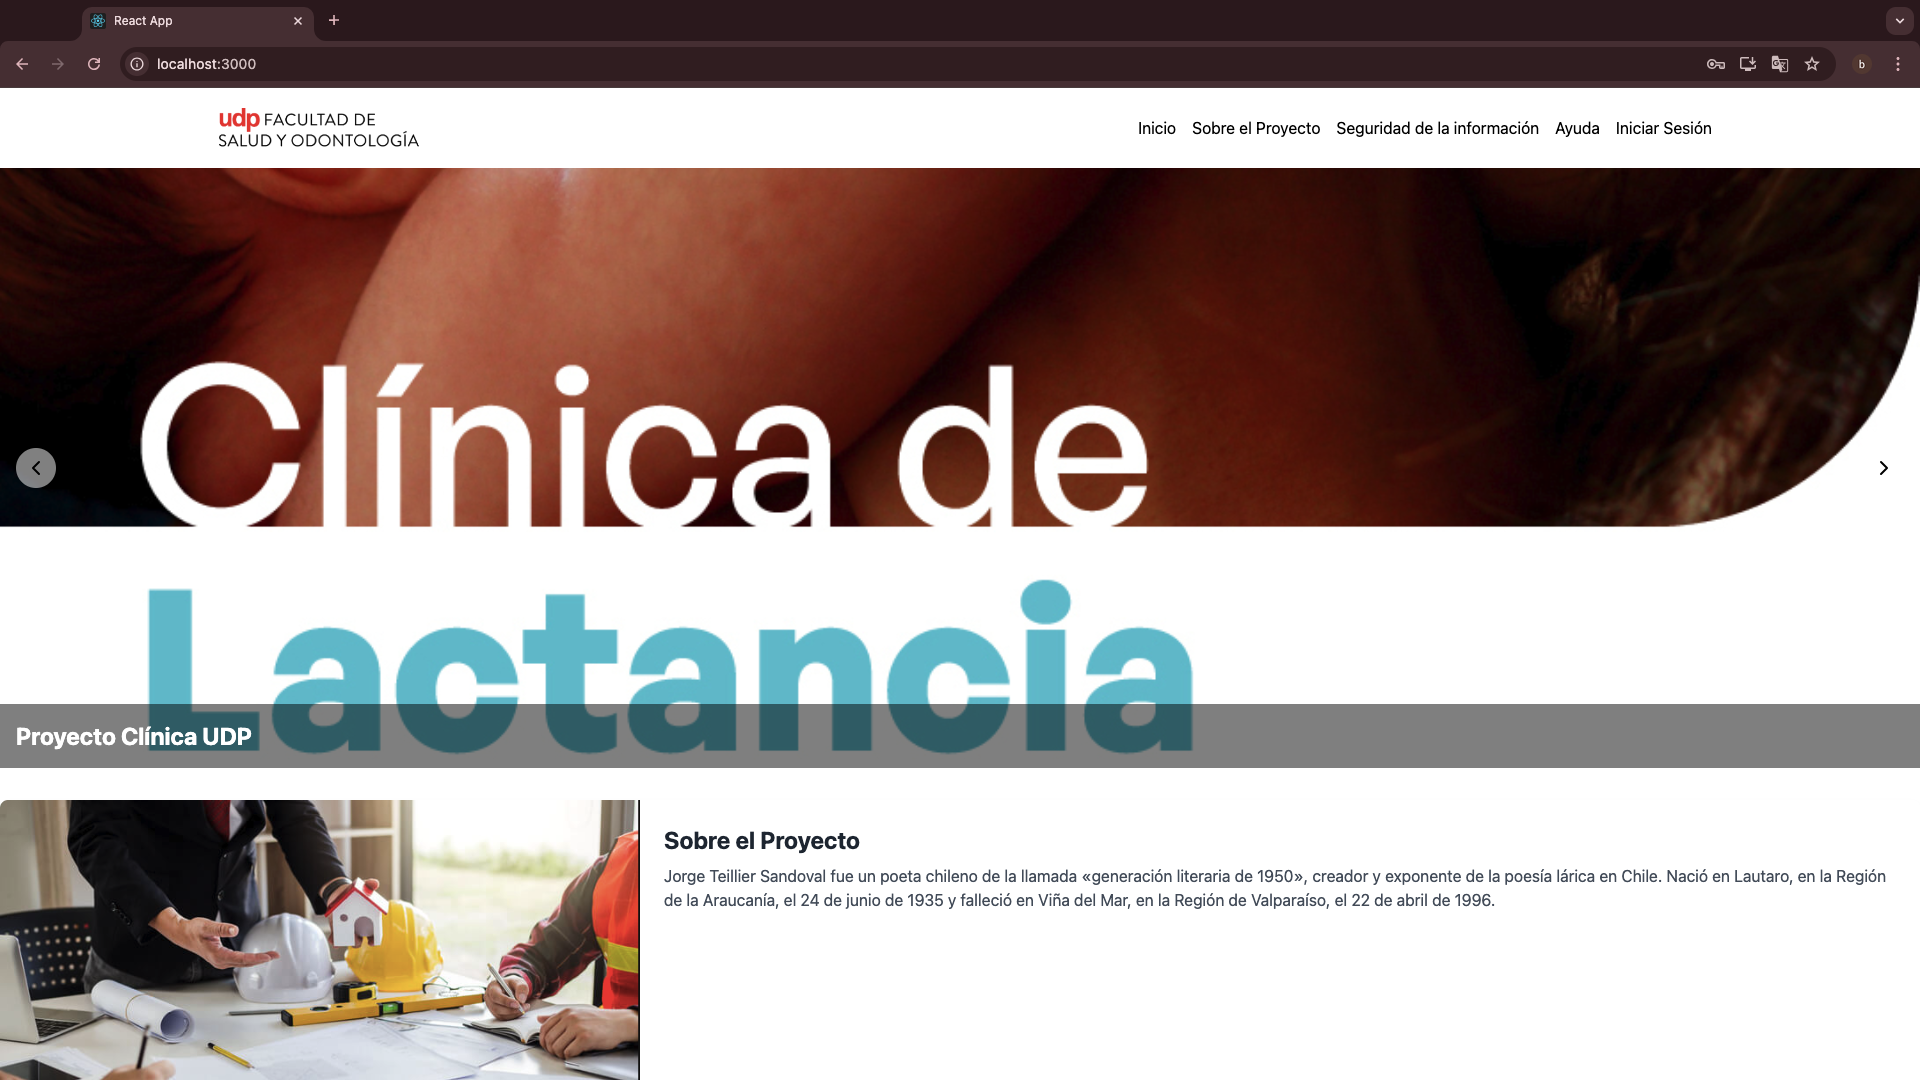 React App
localhost:3000
b
udp FACULTAD DE
SALUD Y ODONTOLOGÍA
Inicio Sobre el Proyecto Seguridad de la información Ayuda Iniciar Sesión
Clínica de
Lactancia
Proyecto Clínica UDP
Sobre el Proyecto
Jorge Teillier Sandoval fue un poeta chileno de la llamada «generación literaria de 1950», creador y exponente de la poesía lárica en Chile. Nació en Lautaro, en la Región
de la Araucanía, el 24 de junio de 1935 y falleció en Viña del Mar, en la Región de Valparaíso, el 22 de abril de 1996.